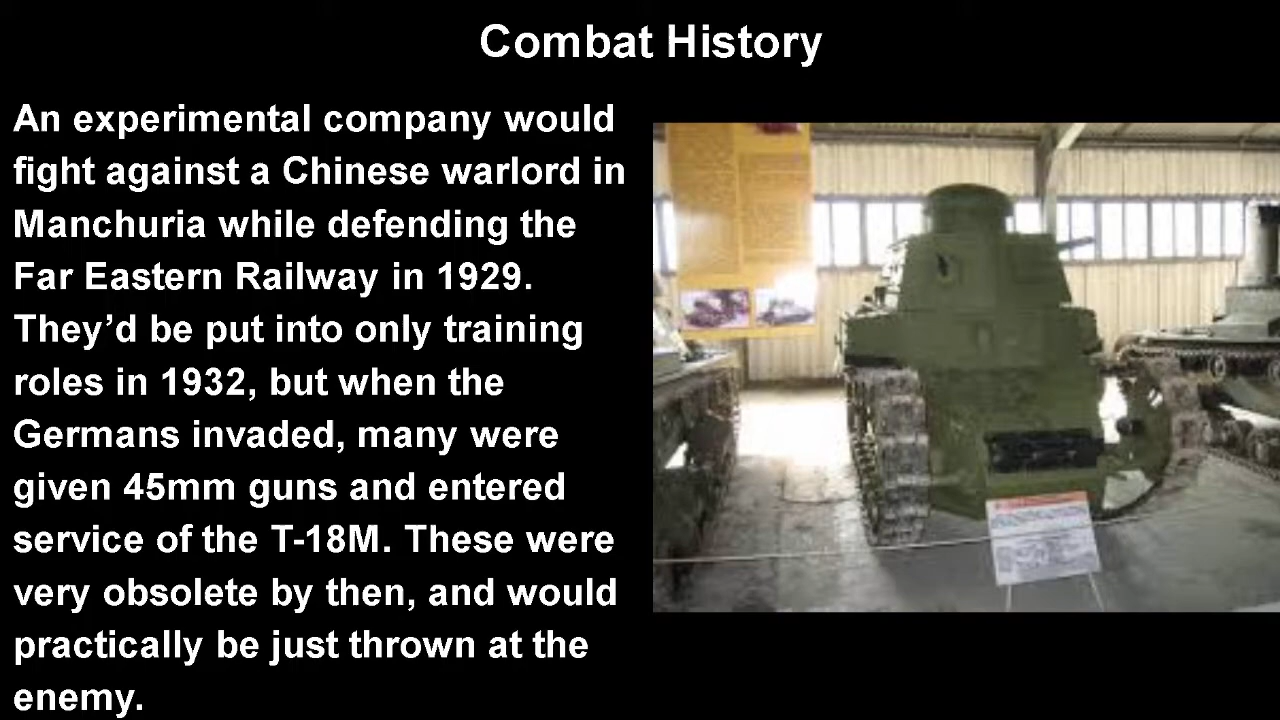 Combat History
An experimental company would
fight against a Chinese warlord in
Manchuria while defending the
Far Eastern Railway in 1929.
They’d be put into only training
roles in 1932, but when the
Germans invaded, many were
given 45mm guns and entered
service of the T-18M. These were
very obsolete by then, and would
practically be just thrown at the
enemy.